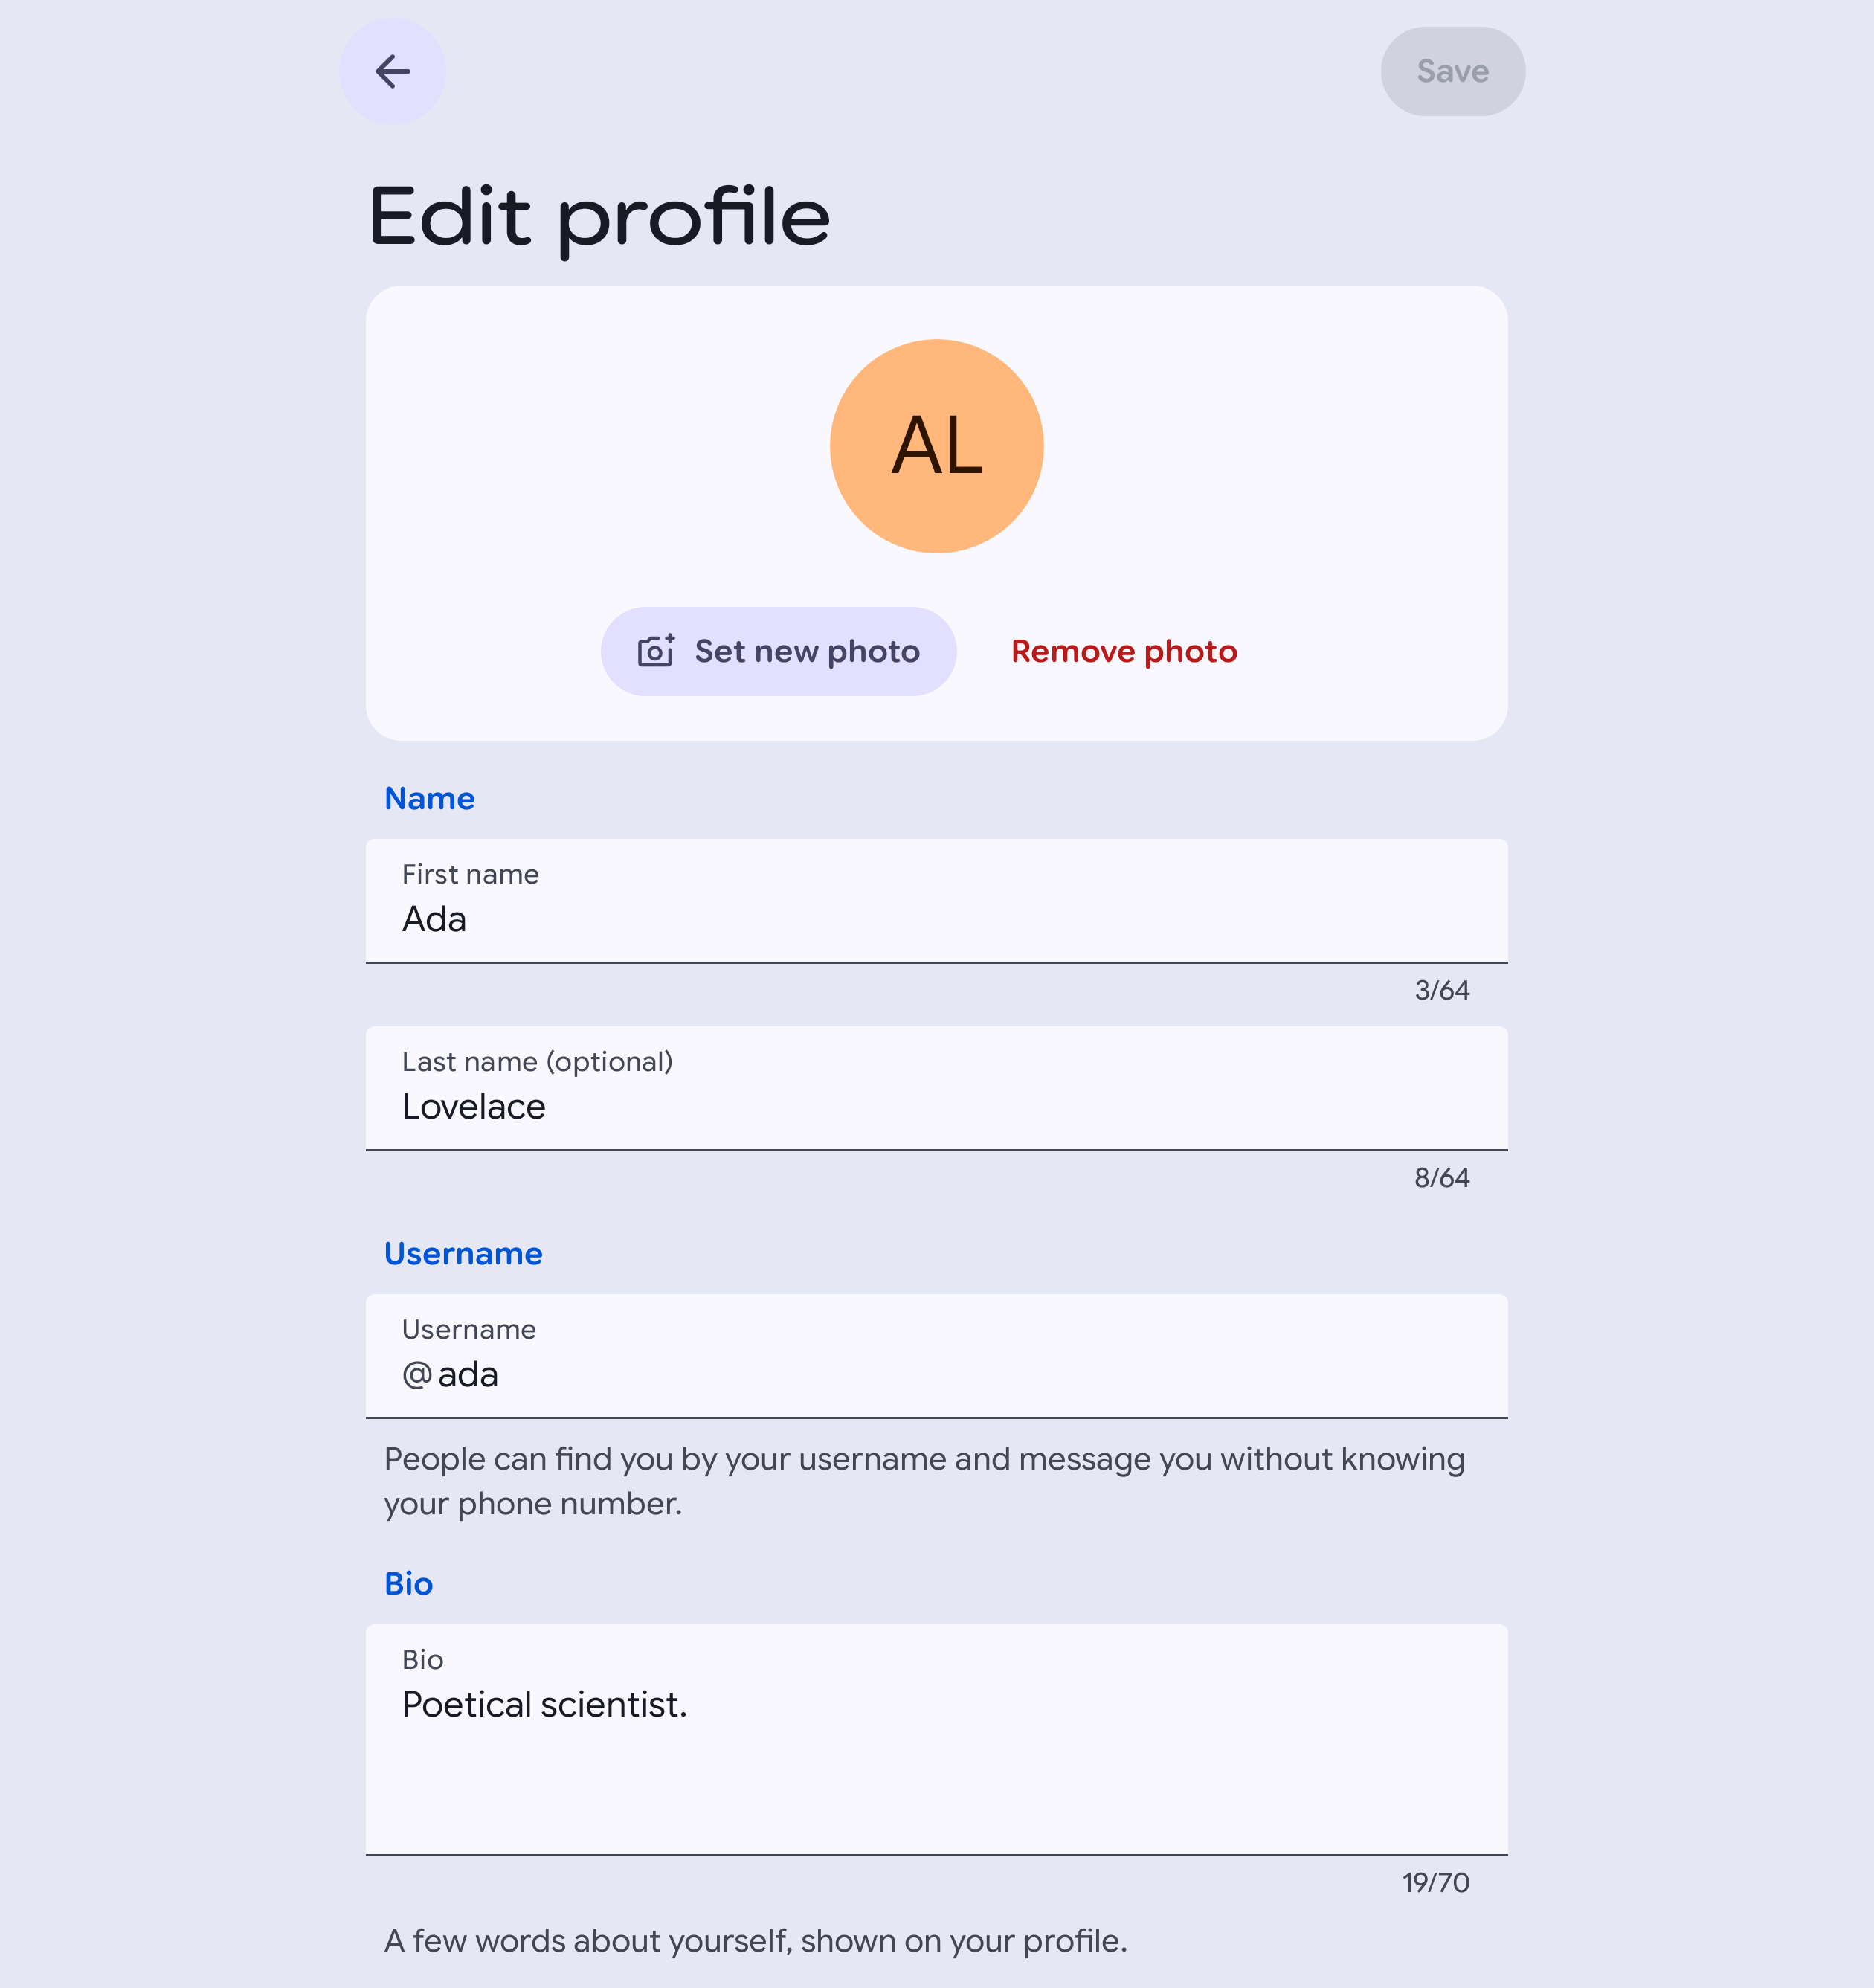 Save
Edit profile
AL
Set new photo
Remove photo
Name
First name
Ada
3/64
Last name (optional)
Lovelace
8/64
Username
Username
@ada
People can find you by your username and message you without knowing
your phone number.
Bio
Bio
Poetical scientist.
19/70
A few words about yourself, shown on your profile.